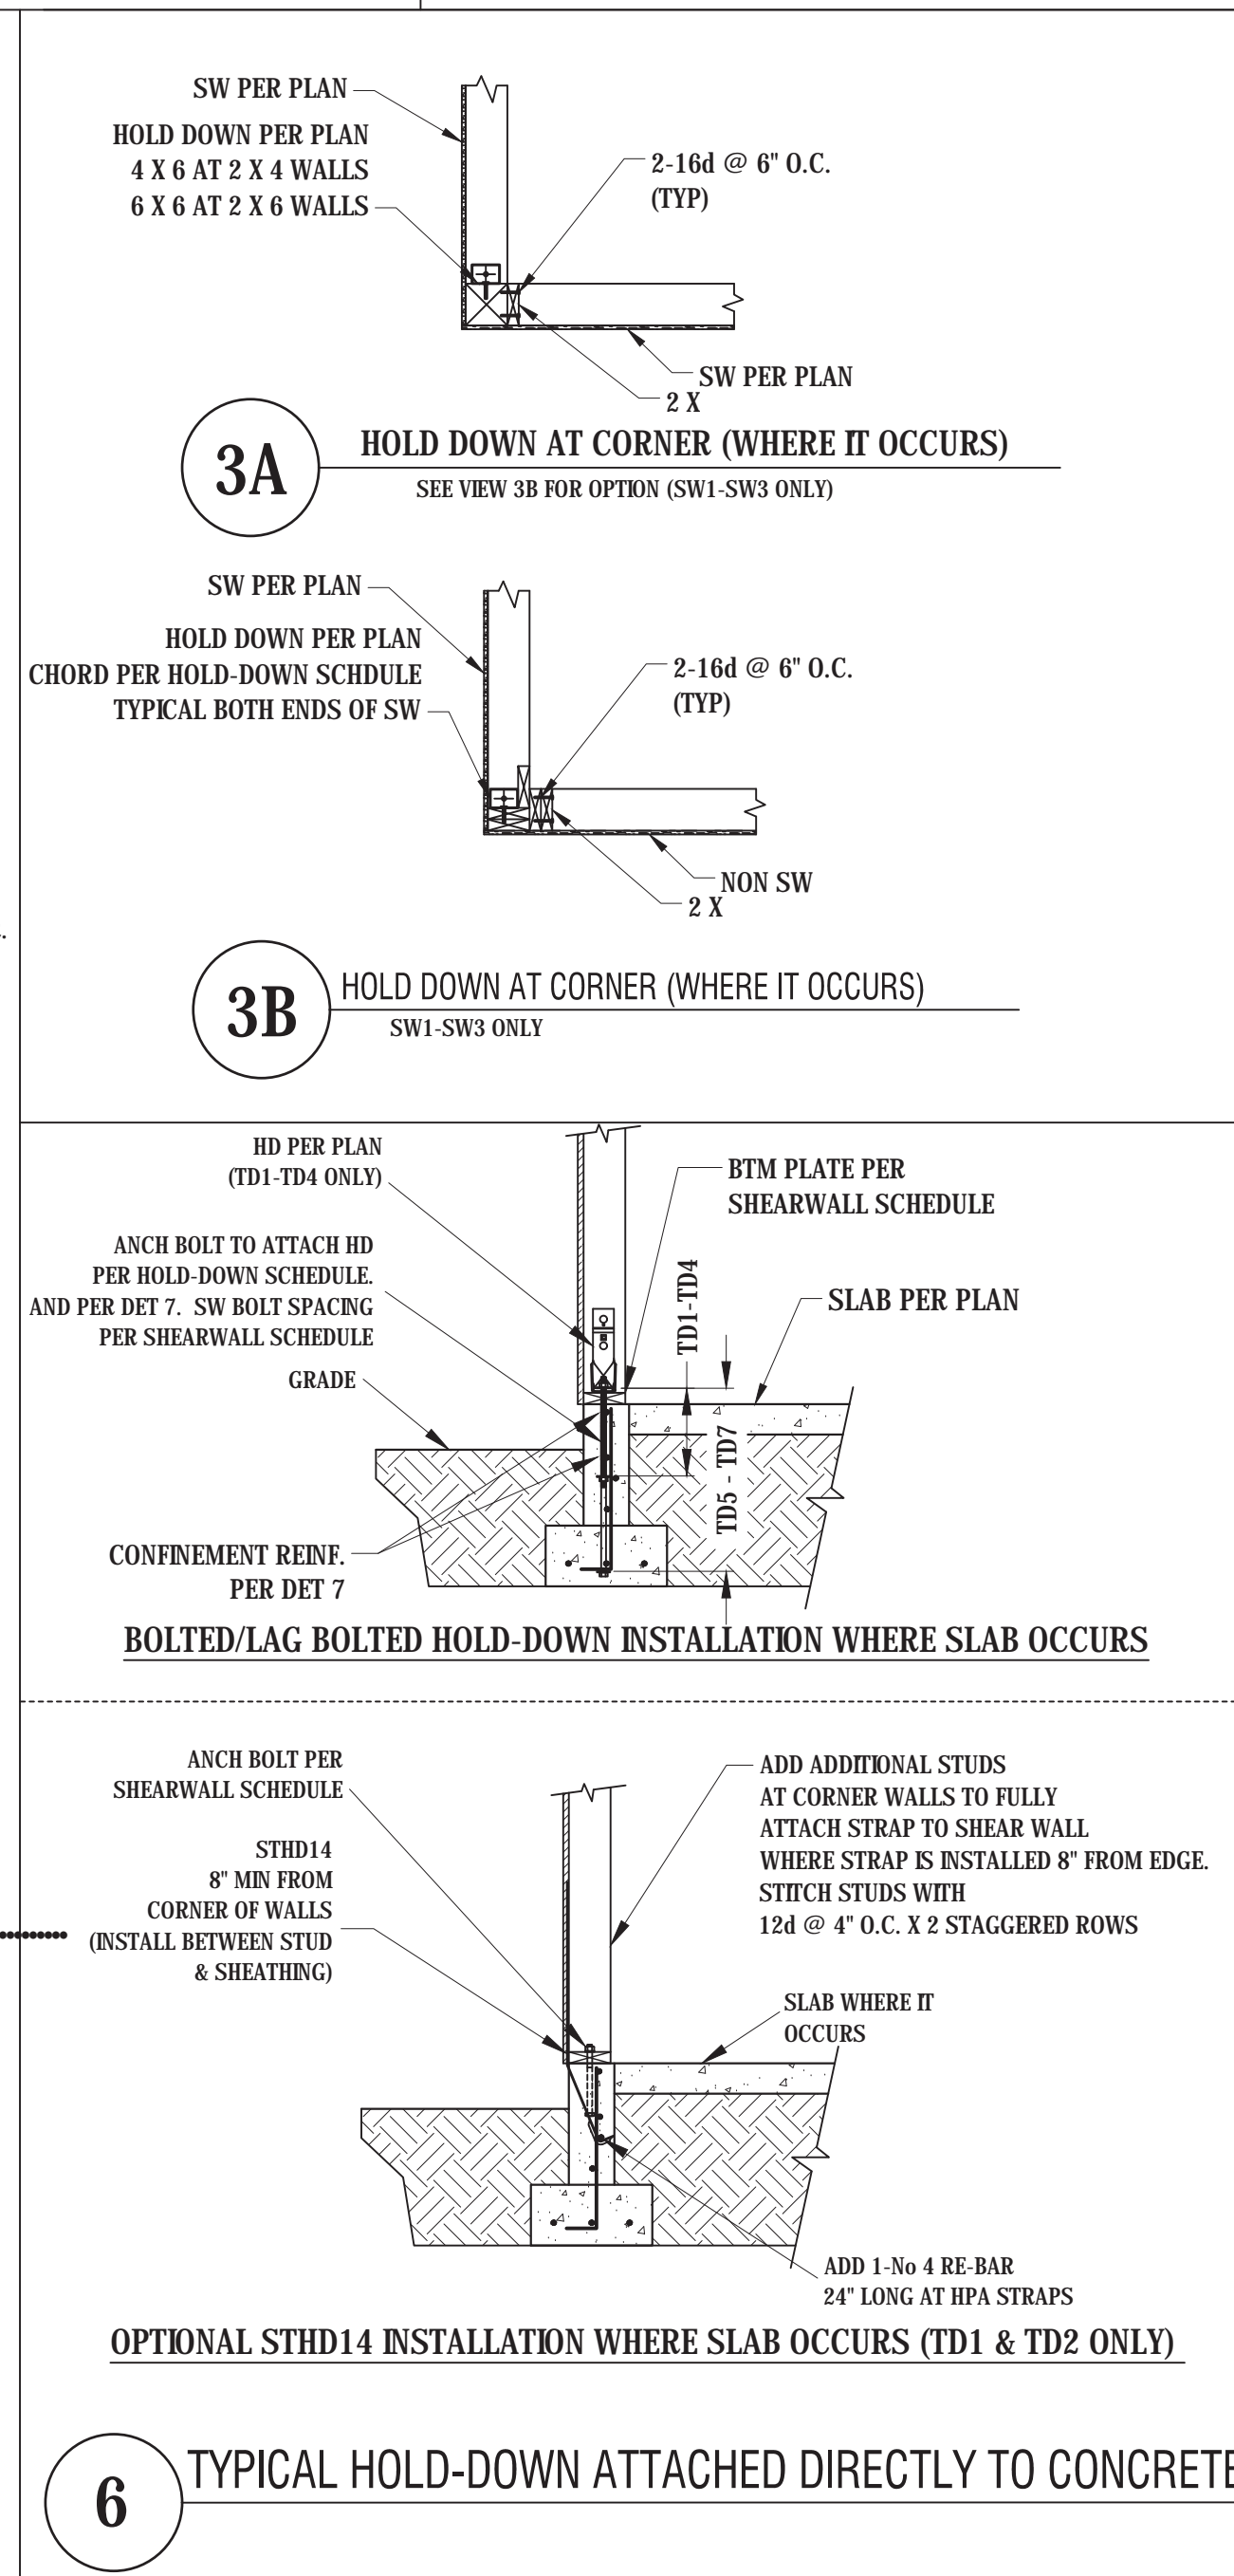 SW PER PLAN
HOLD DOWN PER PLAN
4 X 6 AT 2 X 4 WALLS
6 X 6 AT 2 X 6 WALLS
2-16d @ 6" O.C.
(TYP)
SW PER PLAN
2 X
3A
HOLD DOWN AT CORNER (WHERE IT OCCURS)
SEE VIEW 3B FOR OPTION (SW1-SW3 ONLY)
SW PER PLAN
HOLD DOWN PER PLAN
CHORD PER HOLD-DOWN SCHDULE
TYPICAL BOTH ENDS OF SW
2-16d @ 6" O.C.
(TYP)
NON SW
2 X
3B
HOLD DOWN AT CORNER (WHERE IT OCCURS)
SW1-SW3 ONLY
HD PER PLAN
(TD1-TD4 ONLY)
ANCH BOLT TO ATTACH HD
PER HOLD-DOWN SCHEDULE.
AND PER DET 7. SW BOLT SPACING
PER SHEARWALL SCHEDULE
GRADE
CONFINEMENT REINF.
PER DET 7
BTM PLATE PER
SHEARWALL SCHEDULE
TD1-TD4
SLAB PER PLAN
TD5 - TD7
BOLTED/LAG BOLTED HOLD-DOWN INSTALLATION WHERE SLAB OCCURS
ANCH BOLT PER
SHEARWALL SCHEDULE
STHD14
8" MIN FROM
CORNER OF WALLS
(INSTALL BETWEEN STUD
& SHEATHING)
ADD ADDITIONAL STUDS
AT CORNER WALLS TO FULLY
ATTACH STRAP TO SHEAR WALL
WHERE STRAP IS INSTALLED 8" FROM EDGE.
STITCH STUDS WITH
12d @ 4" O.C. X 2 STAGGERED ROWS
SLAB WHERE IT
OCCURS
ADD 1-No 4 RE-BAR
24" LONG AT HPA STRAPS
OPTIONAL STHD14 INSTALLATION WHERE SLAB OCCURS (TD1 & TD2 ONLY)
6
TYPICAL HOLD-DOWN ATTACHED DIRECTLY TO CONCRETE